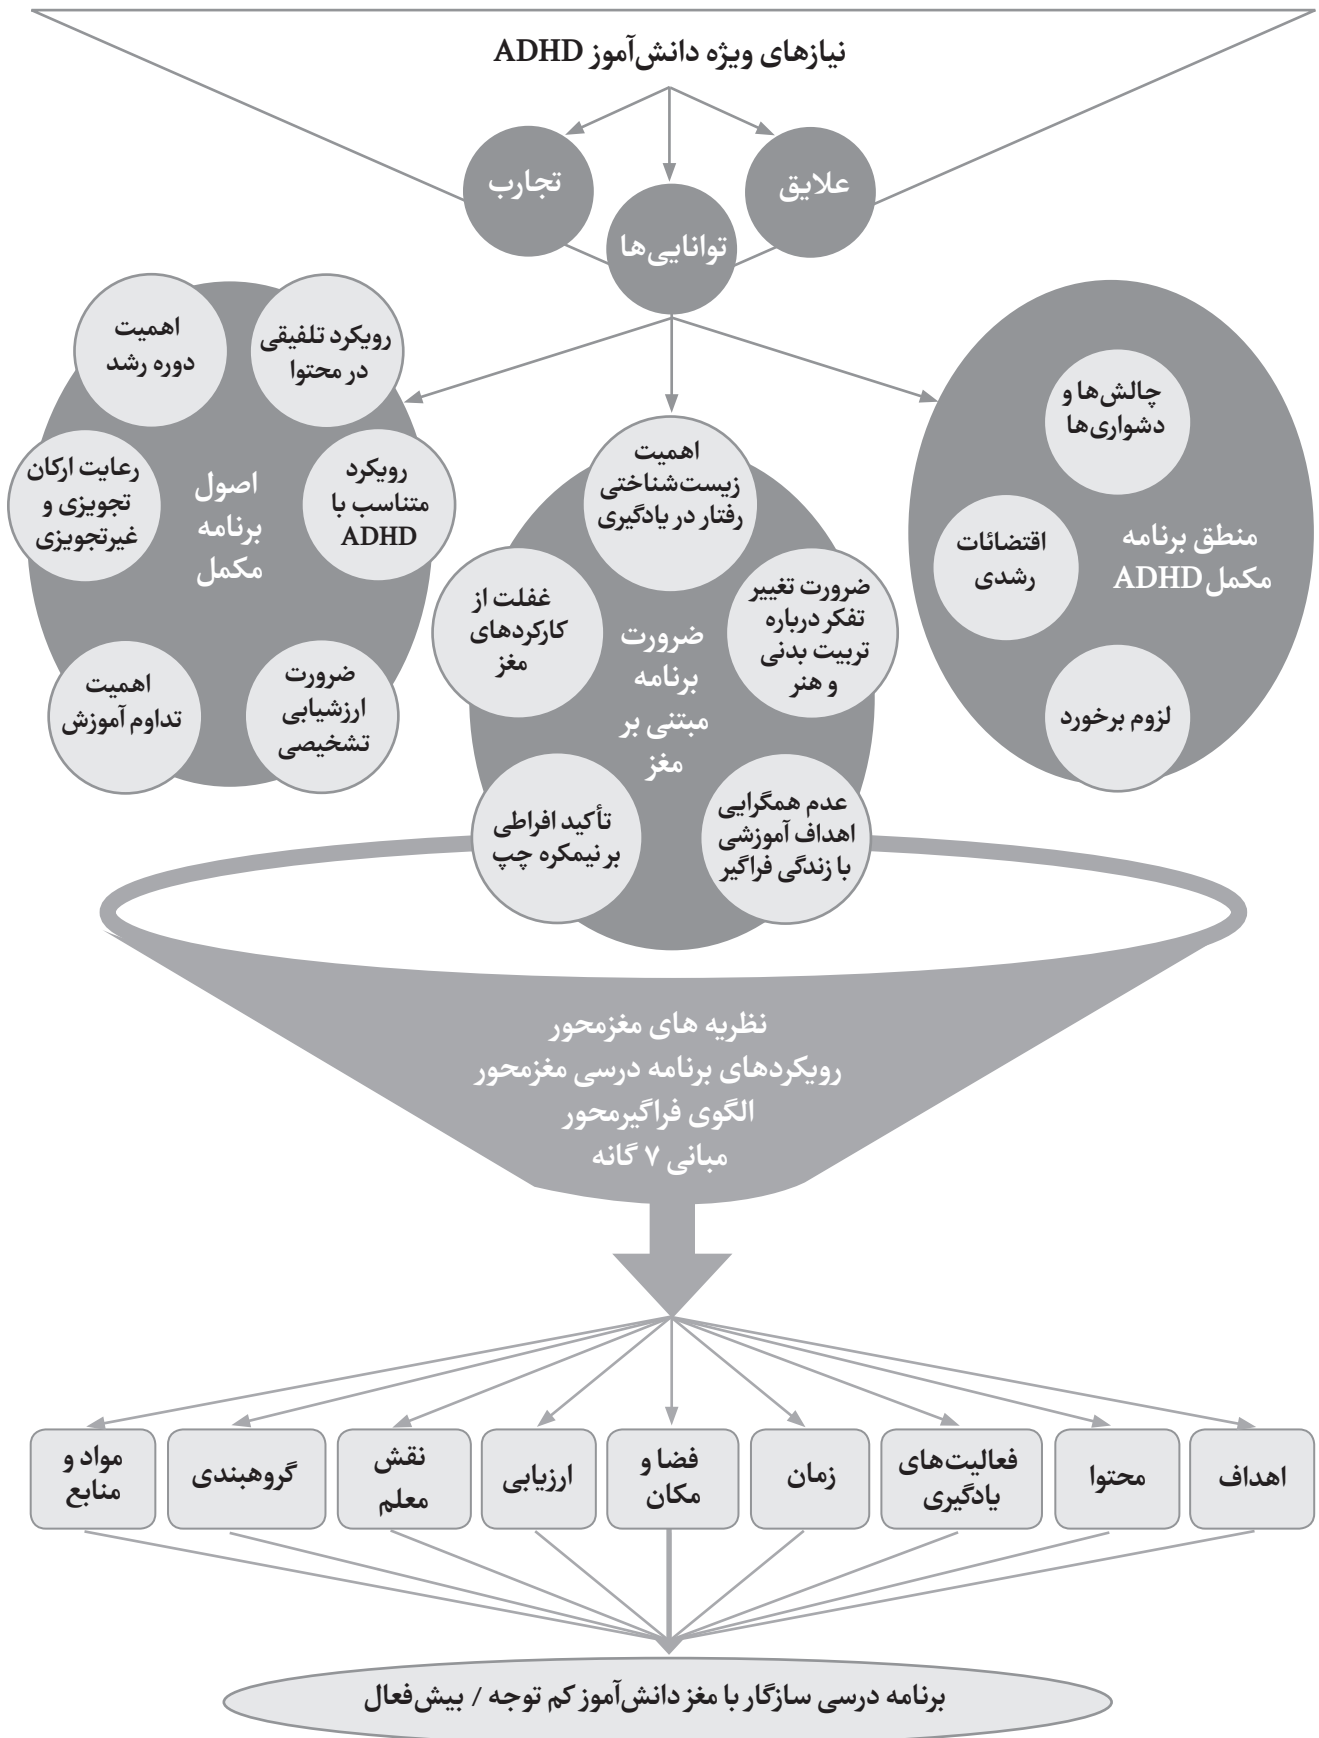 نیازهای ویژه دانش‌آموز ADHD
علایق
توانایی‌ها
تجارب
چالش‌ها و
دشواری‌ها
اقتضائات
رشدی
منطق برنامه
مکمل ADHD
لزوم برخورد
اهمیت
زیست‌شناختی
رفتار در یادگیری
ضرورت تغییر
تفکر درباره
تربیت بدنی
و هنر
ضرورت
برنامه
مبتنی بر
مغز
غفلت از
کارکردهای
مغز
عدم همگرایی
اهداف آموزشی
با زندگی فراگیر
تأکید افراطی
بر نیمکره چپ
رویکرد تلفیقی
در محتوا
اهمیت
دوره رشد
رویکرد
متناسب با
ADHD
اصول
برنامه
مکمل
رعایت ارکان
تجویزی و
غیرتجویزی
ضرورت
ارزشیابی
تشخیصی
اهمیت
تداوم آموزش
نظریه های مغزمحور
رویکردهای برنامه درسی مغزمحور
الگوی فراگیرمحور
مبانی ۷ گانه
اهداف
محتوا
فعالیت‌های
یادگیری
زمان
فضا و
مکان
ارزیابی
نقش
معلم
گروهبندی
مواد و
منابع
برنامه درسی سازگار با مغز دانش‌آموز کم توجه / بیش‌فعال